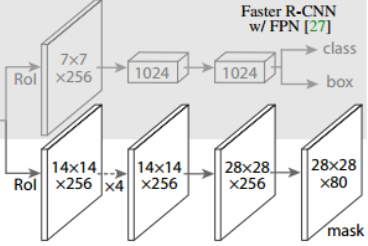 Faster R-CNN
w/ FPN [27]
class
7×7
×256
1024
1024
box
RoI
14×14
×256
×4
14×14
×256
28×28
×256
28×28
×80
RoI
mask